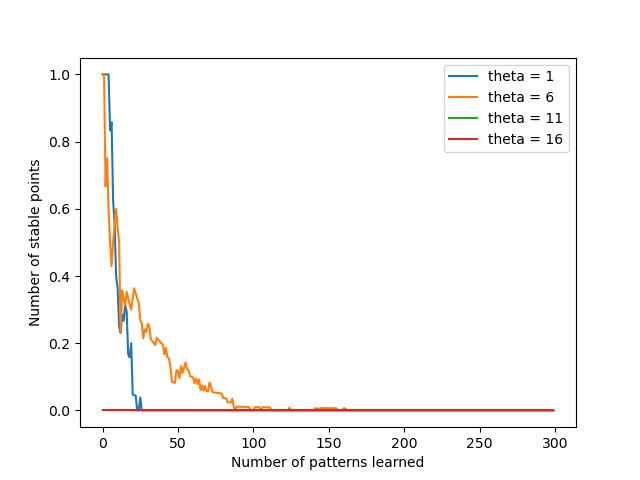 theta = 1
theta = 6
theta = 11
theta = 16
Number of stable points
1.0
0.8
0.6
0.4
0.2
0.0
0 50 100 150 200 250 300
Number of patterns learned